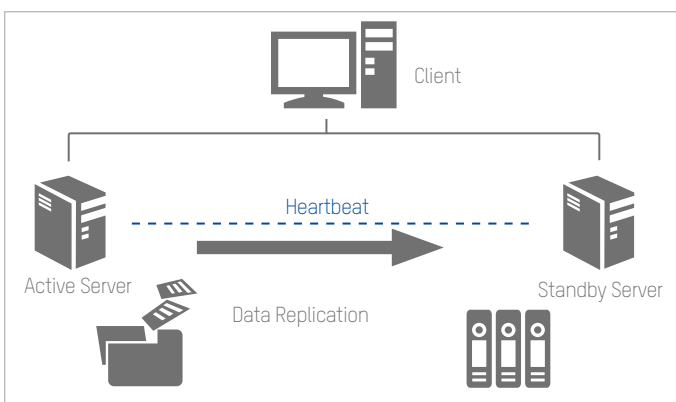 Client
Heartbeat
Active Server
Standby Server
Data Replication